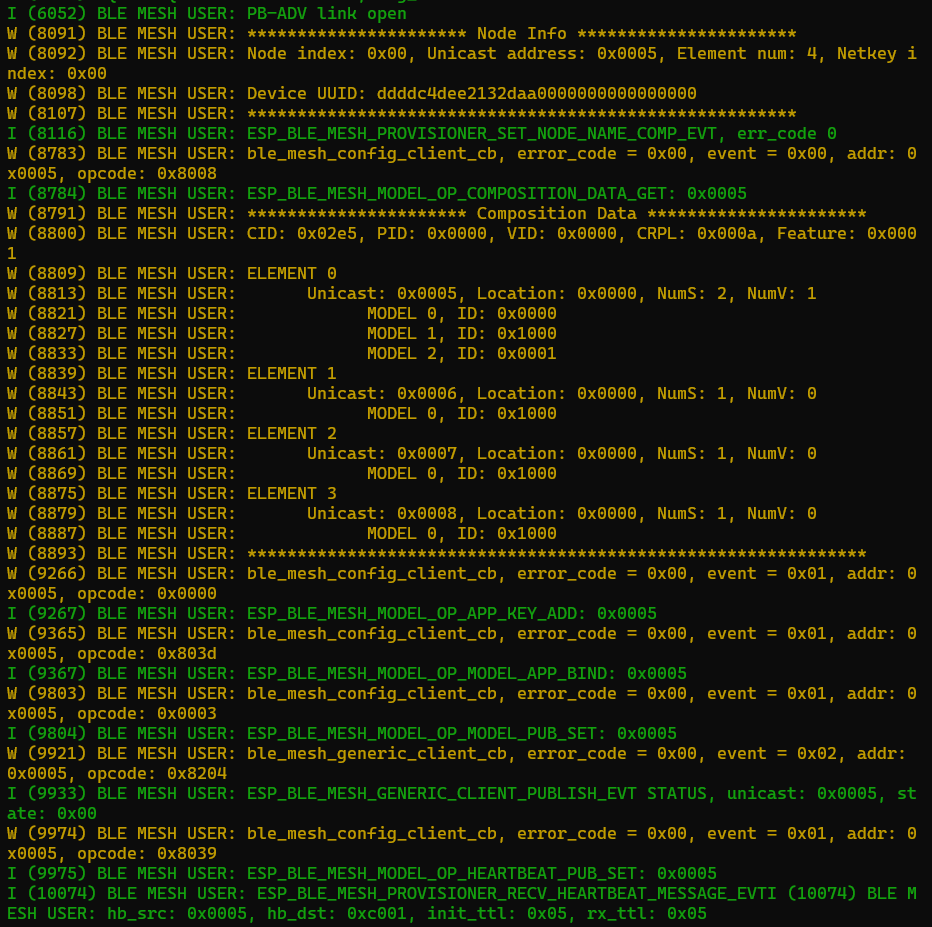 I (6052) BLE MESH USER: PB-ADV link open
W (8091) BLE MESH USER: ********************** Node Info **********************
W (8092) BLE MESH USER: Node index: 0x00, Unicast address: 0x0005, Element num: 4, Netkey i
ndex: 0x00
W (8098) BLE MESH USER: Device UUID: ddddc4dee2132daa0000000000000000
W (8107) BLE MESH USER: *******************************************************
I (8116) BLE MESH USER: ESP_BLE_MESH_PROVISIONER_SET_NODE_NAME_COMP_EVT, err_code 0
W (8783) BLE MESH USER: ble_mesh_config_client_cb, error_code = 0x00, event = 0x00, addr: 0
x0005, opcode: 0x8008
I (8784) BLE MESH USER: ESP_BLE_MESH_MODEL_OP_COMPOSITION_DATA_GET: 0x0005
W (8791) BLE MESH USER: ********************** Composition Data **********************
W (8800) BLE MESH USER: CID: 0x02e5, PID: 0x0000, VID: 0x0000, CRPL: 0x000a, Feature: 0x000
1
W (8809) BLE MESH USER: ELEMENT 0
W (8813) BLE MESH USER:       Unicast: 0x0005, Location: 0x0000, NumS: 2, NumV: 1
W (8821) BLE MESH USER:             MODEL 0, ID: 0x0000
W (8827) BLE MESH USER:             MODEL 1, ID: 0x1000
W (8833) BLE MESH USER:             MODEL 2, ID: 0x0001
W (8839) BLE MESH USER: ELEMENT 1
W (8843) BLE MESH USER:       Unicast: 0x0006, Location: 0x0000, NumS: 1, NumV: 0
W (8851) BLE MESH USER:             MODEL 0, ID: 0x1000
W (8857) BLE MESH USER: ELEMENT 2
W (8861) BLE MESH USER:       Unicast: 0x0007, Location: 0x0000, NumS: 1, NumV: 0
W (8869) BLE MESH USER:             MODEL 0, ID: 0x1000
W (8875) BLE MESH USER: ELEMENT 3
W (8879) BLE MESH USER:       Unicast: 0x0008, Location: 0x0000, NumS: 1, NumV: 0
W (8887) BLE MESH USER:             MODEL 0, ID: 0x1000
W (8893) BLE MESH USER: **************************************************************
W (9266) BLE MESH USER: ble_mesh_config_client_cb, error_code = 0x00, event = 0x01, addr: 0
x0005, opcode: 0x0000
I (9267) BLE MESH USER: ESP_BLE_MESH_MODEL_OP_APP_KEY_ADD: 0x0005
W (9365) BLE MESH USER: ble_mesh_config_client_cb, error_code = 0x00, event = 0x01, addr: 0
x0005, opcode: 0x803d
I (9367) BLE MESH USER: ESP_BLE_MESH_MODEL_OP_MODEL_APP_BIND: 0x0005
W (9803) BLE MESH USER: ble_mesh_config_client_cb, error_code = 0x00, event = 0x01, addr: 0
x0005, opcode: 0x0003
I (9804) BLE MESH USER: ESP_BLE_MESH_MODEL_OP_MODEL_PUB_SET: 0x0005
W (9921) BLE MESH USER: ble_mesh_generic_client_cb, error_code = 0x00, event = 0x02, addr:
0x0005, opcode: 0x8204
I (9933) BLE MESH USER: ESP_BLE_MESH_GENERIC_CLIENT_PUBLISH_EVT STATUS, unicast: 0x0005, st
ate: 0x00
W (9974) BLE MESH USER: ble_mesh_config_client_cb, error_code = 0x00, event = 0x01, addr: 0
x0005, opcode: 0x8039
I (9975) BLE MESH USER: ESP_BLE_MESH_MODEL_OP_HEARTBEAT_PUB_SET: 0x0005
I (10074) BLE MESH USER: ESP_BLE_MESH_PROVISIONER_RECV_HEARTBEAT_MESSAGE_EVTI (10074) BLE M
ESH USER: hb_src: 0x0005, hb_dst: 0xc001, init_ttl: 0x05, rx_ttl: 0x05